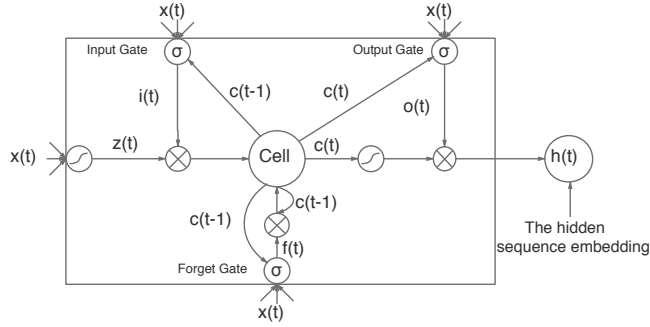 x(t)
x(t)
Input Gate
σ
Output Gate
σ
i(t)
c(t-1)
c(t)
o(t)
x(t)
z(t)
Cell
c(t)
h(t)
c(t-1)
c(t-1)
f(t)
The hidden
sequence embedding
Forget Gate
σ
x(t)